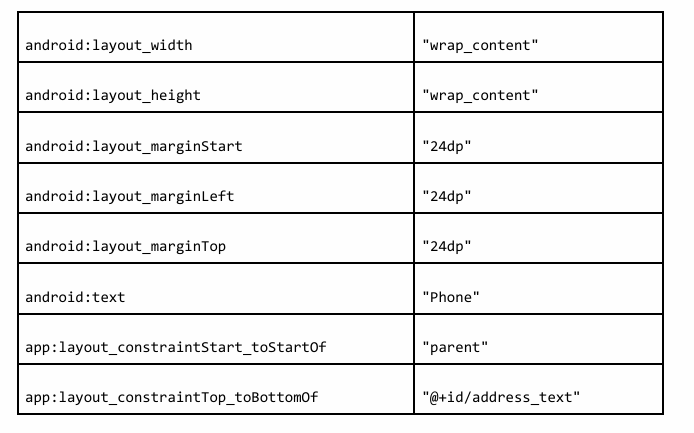 android:layout_width "wrap_content"
android:layout_height "wrap_content"
android:layout_marginStart "24dp"
android:layout_marginLeft "24dp"
android:layout_marginTop "24dp"
android:text "Phone"
app:layout_constraintStart_toStartOf "parent"
app:layout_constraintTop_toBottomOf "@+id/address_text"